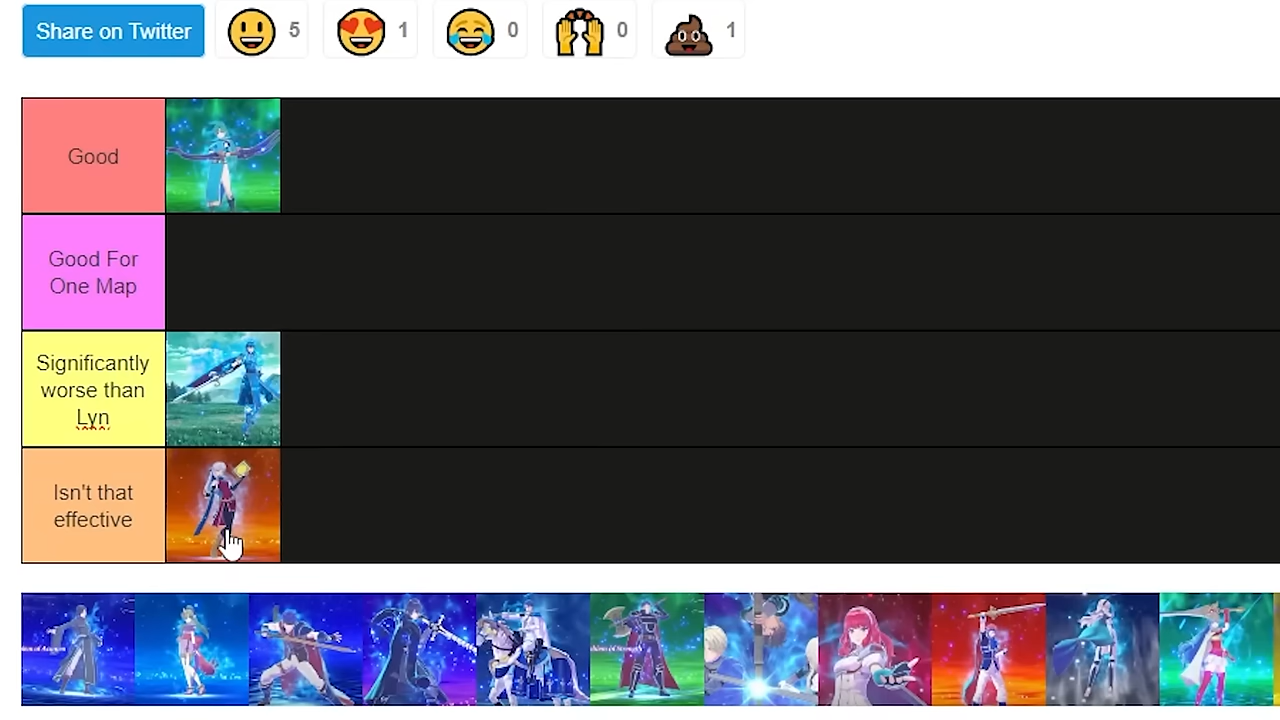 Share on Twitter
5
1
0
0
1
Good
Good For
One Map
Significantly
worse than
Lyn
Isn't that
effective